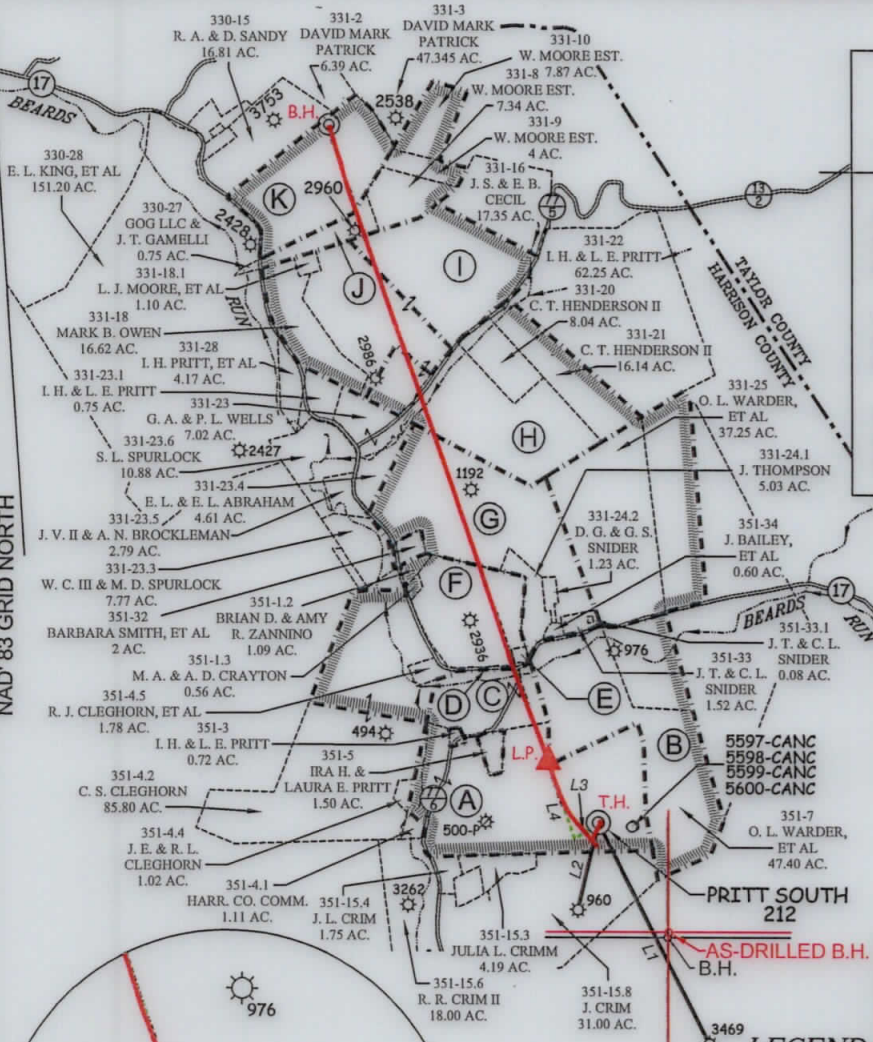 330-15
R. A. & D. SANDY
16.81 AC.
331-2
DAVID MARK
PATRICK
6.39 AC.
331-3
DAVID MARK
PATRICK
47.345 AC.
331-10
W. MOORE EST.
7.87 AC.
331-8
W. MOORE EST.
7.34 AC.
331-9
W. MOORE EST.
4 AC.
331-16
J. S. & E. B.
CECIL
17.35 AC.
17
BEARDS
3753
B.H.
2538
77
5
13
2
330-28
E. L. KING, ET AL
151.20 AC.
K
2960
2428
330-27
GOG LLC &
J. T. GAMELLI
0.75 AC.
331-18.1
L. J. MOORE, ET AL
1.10 AC.
RUN
J
I
331-22
I. H. & L. E. PRITT
62.25 AC.
331-20
C. T. HENDERSON II
8.04 AC.
TAYLOR COUNTY
HARRISON COUNTY
331-18
MARK B. OWEN
16.62 AC.
331-28
I. H. PRITT, ET AL
4.17 AC.
2986
331-21
C. T. HENDERSON II
16.14 AC.
331-23.1
I. H. & L. E. PRITT
0.75 AC.
331-23
G. A. & P. L. WELLS
7.02 AC.
331-25
O. L. WARDER,
ET AL
37.25 AC.
331-23.6
S. L. SPURLOCK
10.88 AC.
2427
H
331-24.1
J. THOMPSON
5.03 AC.
331-23.4
E. L. & E. L. ABRAHAM
4.61 AC.
1192
NAD' 83 GRID NORTH
331-23.5
J. V. II & A. N. BROCKLEMAN
2.79 AC.
G
331-24.2
D. G. & G. S.
SNIDER
1.23 AC.
351-34
J. BAILEY,
ET AL
0.60 AC.
331-23.3
W. C. III & M. D. SPURLOCK
7.77 AC.
F
351-32
BARBARA SMITH, ET AL
2 AC.
351-1.2
BRIAN D. & AMY
R. ZANNINO
1.09 AC.
2936
a
17
BEARDS
RUN
976
351-33.1
J. T. & C. L.
SNIDER
0.08 AC.
351-1.3
M. A. & A. D. CRAYTON
0.56 AC.
351-33
J. T. & C. L.
SNIDER
1.52 AC.
D
C
E
351-4.5
R. J. CLEGHORN, ET AL
1.78 AC.
351-3
I. H. & L. E. PRITT
0.72 AC.
494
B
5597-CANC
5598-CANC
5599-CANC
5600-CANC
L.P.
351-5
IRA H. &
LAURA E. PRITT
1.50 AC.
351-4.2
C. S. CLEGHORN
85.80 AC.
77
6
A
L3
T.H.
L4
351-7
O. L. WARDER,
ET AL
47.40 AC.
351-4.4
J. E. & R. L.
CLEGHORN
1.02 AC.
500-P
L2
351-4.1
HARR. CO. COMM.
1.11 AC.
351-15.4
J. L. CRIM
1.75 AC.
3262
960
PRITT SOUTH
212
AS-DRILLED B.H.
351-15.3
JULIA L. CRIMM
4.19 AC.
L1
B.H.
351-15.6
R. R. CRIM II
18.00 AC.
351-15.8
J. CRIM
31.00 AC.
976
3469
LEGEND